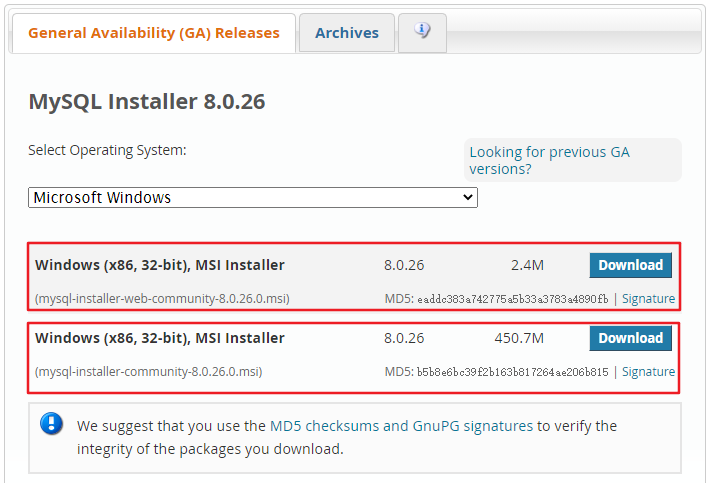 General Availability (GA) Releases
Archives
MySQL Installer 8.0.26
Select Operating System:
Looking for previous GA
versions?
Microsoft Windows
Windows (x86, 32-bit), MSI Installer 8.0.26 2.4M Download
(mysql-installer-web-community-8.0.26.0.msi) MD5: eaddc383a742775a5b33a3783a4890fb | Signature
Windows (x86, 32-bit), MSI Installer 8.0.26 450.7M Download
(mysql-installer-community-8.0.26.0.msi) MD5: b5b8e6bc39f2b163b817264ae206b815 | Signature
We suggest that you use the MD5 checksums and GnuPG signatures to verify the
integrity of the packages you download.